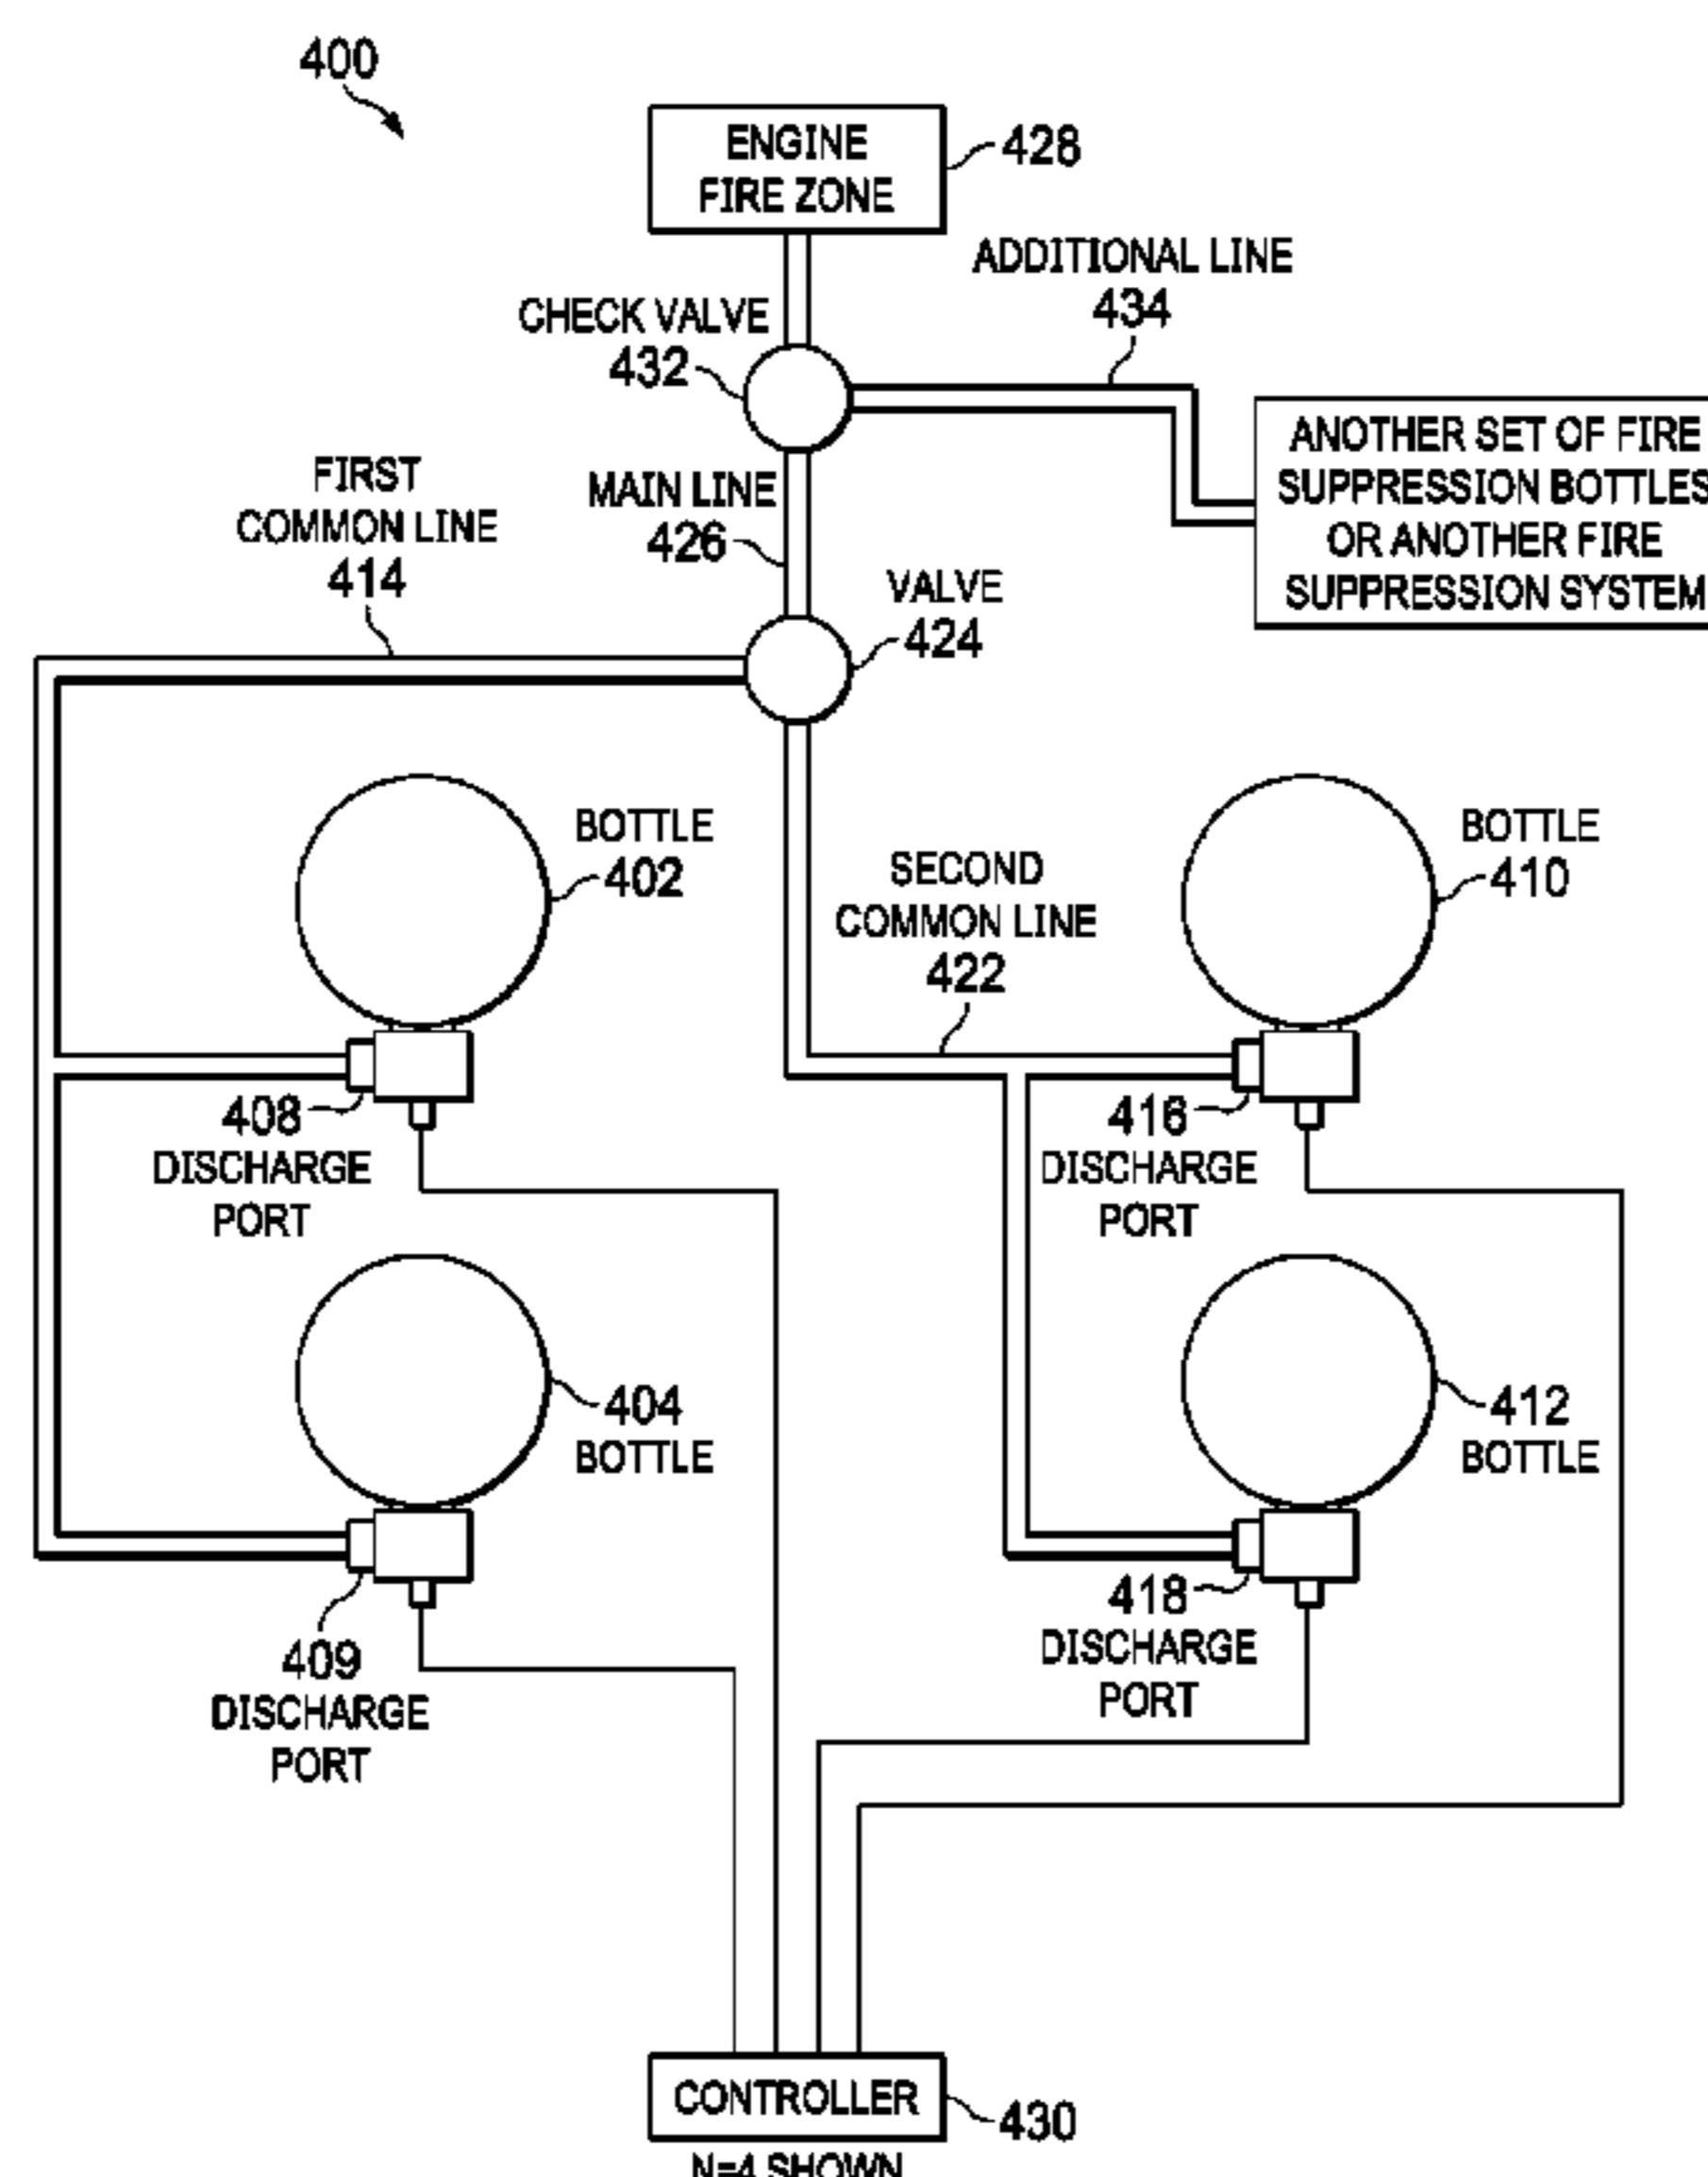 400
ENGINE
FIRE ZONE
428
ADDITIONAL LINE
434
CHECK VALVE
432
ANOTHER SET OF FIRE
SUPPRESSION BOTTLES
OR ANOTHER FIRE
SUPPRESSION SYSTEM
FIRST
COMMON LINE
414
MAIN LINE
426
VALVE
424
BOTTLE
402
SECOND
COMMON LINE
422
BOTTLE
410
408
DISCHARGE
PORT
416
DISCHARGE
PORT
404
BOTTLE
412
BOTTLE
409
DISCHARGE
PORT
418
DISCHARGE
PORT
CONTROLLER
430
N=4 SHOWN